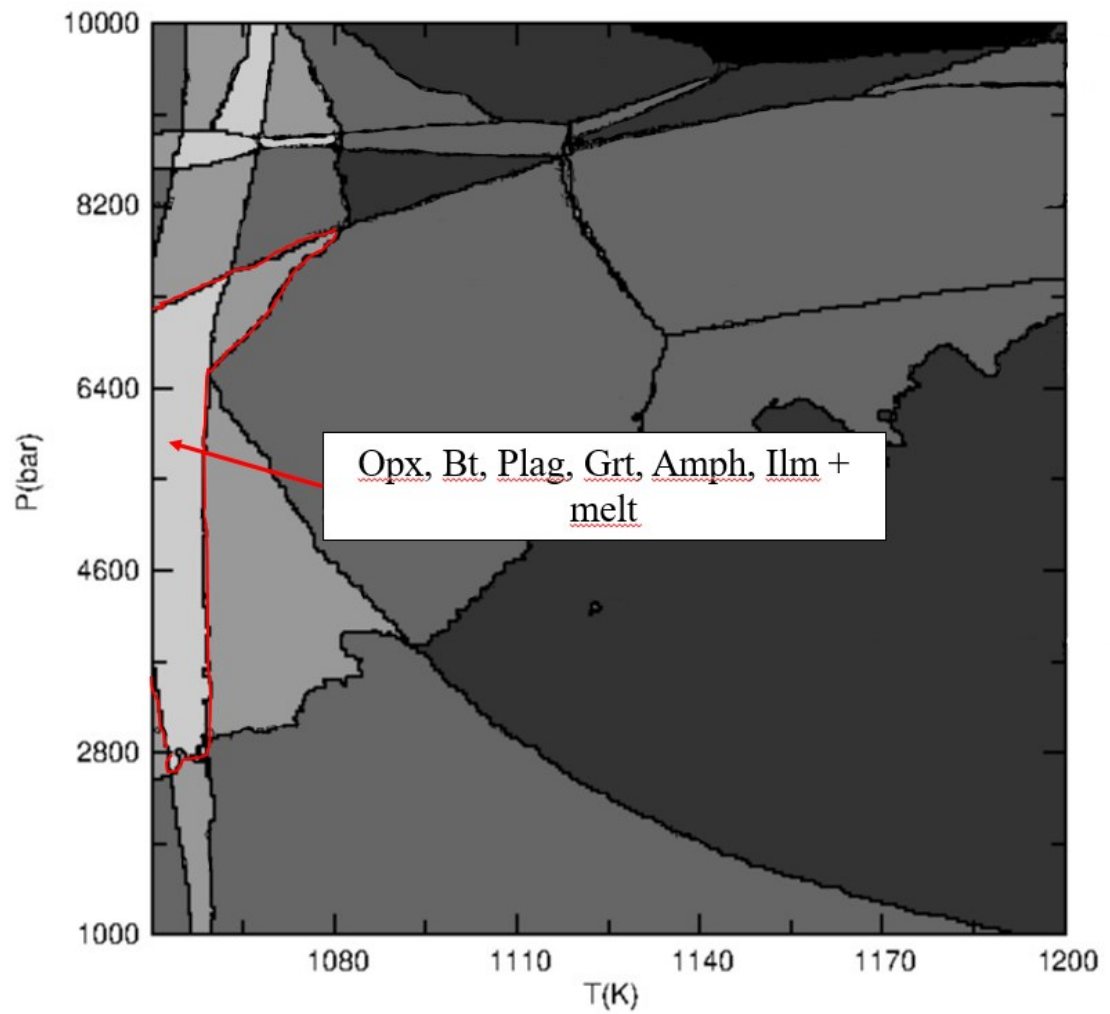 10000
8200
6400
4600
2800
1000
P(bar)
Opx, Bt, Plag, Grt, Amph, Ilm +
melt
1080
1110
1140
1170
1200
T(K)